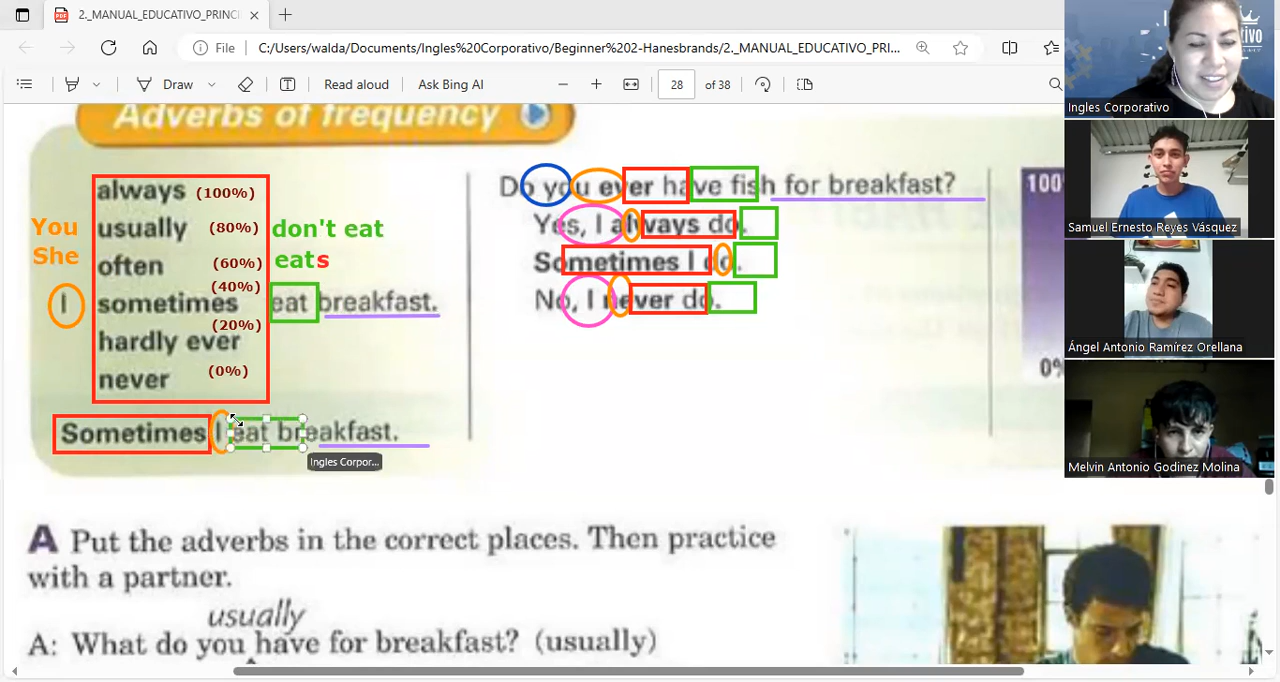 2._MANUAL_EDUCATIVO_PRINCI
File
C:/Users/walda/Documents/Ingles%20Corporativo/Beginner%202-Hanesbrands/2._MANUAL_EDUCATIVO_PRI...
Draw
Read aloud
Ask Bing AI
28
of 38
Adverbs of frequency
always (100%)
You usually (80%) don't eat
She often (60%) eats
I sometimes (40%) eat breakfast.
hardly ever (20%)
never (0%)
Sometimes I eat breakfast.
Ingles Corpor...
Do you ever have fish for breakfast?
Yes, I always do.
Sometimes I do.
No, I never do.
100
0%
A Put the adverbs in the correct places. Then practice
with a partner.
usually
A: What do you have for breakfast? (usually)
Ingles Corporativo
Samuel Ernesto Reyes Vásquez
Ángel Antonio Ramírez Orellana
Melvin Antonio Godinez Molina